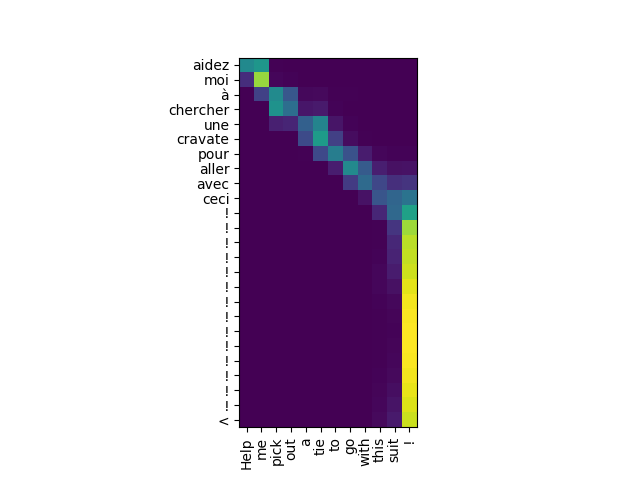 aidez
moi
à
chercher
une
cravate
pour
aller
avec
ceci
!
!
!
!
!
!
!
!
!
!
!
!
!
!
<
Help
me
pick
out
a
tie
to
go
with
this
suit
!